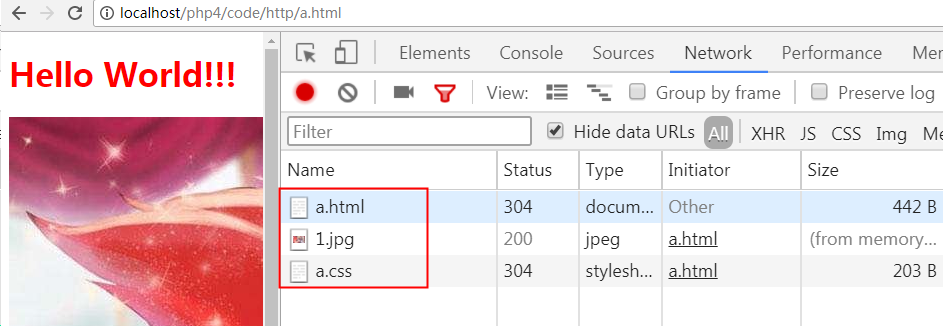 localhost/php4/code/http/a.html
Hello World!!!
Elements Console Sources Network Performance
View: Group by frame Preserve log
Filter Hide data URLs All XHR JS CSS Img
Name Status Type Initiator Size
a.html 304 docum... Other 442 B
1.jpg 200 jpeg a.html (from memory...
a.css 304 stylesh... a.html 203 B